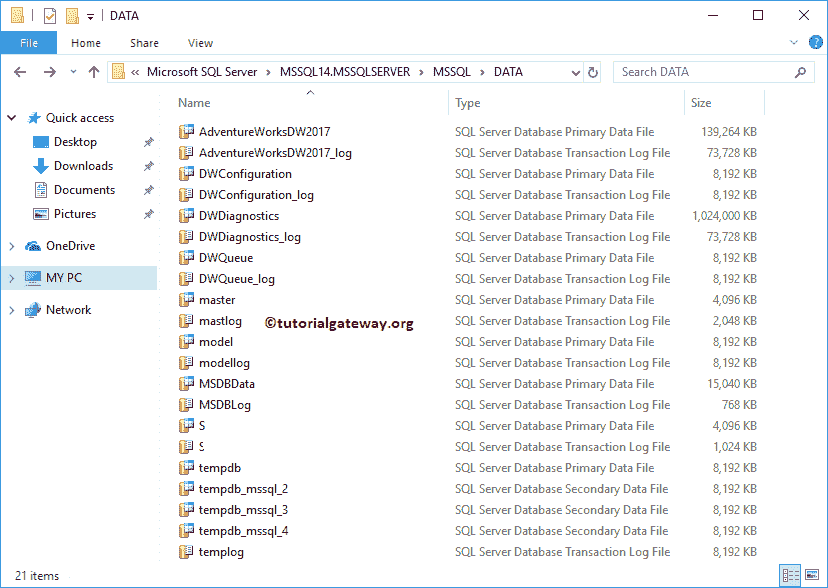 DATA
File Home Share View
« Microsoft SQL Server › MSSQL14.MSSQLSERVER › MSSQL › DATA Search DATA
Name Type Size
Quick access
Desktop
Downloads
Documents
Pictures
OneDrive
MY PC
Network
AdventureWorksDW2017 SQL Server Database Primary Data File 139,264 KB
AdventureWorksDW2017_log SQL Server Database Transaction Log File 73,728 KB
DWConfiguration SQL Server Database Primary Data File 8,192 KB
DWConfiguration_log SQL Server Database Transaction Log File 8,192 KB
DWDiagnostics SQL Server Database Primary Data File 1,024,000 KB
DWDiagnostics_log SQL Server Database Transaction Log File 73,728 KB
DWQueue SQL Server Database Primary Data File 8,192 KB
DWQueue_log SQL Server Database Transaction Log File 8,192 KB
master SQL Server Database Primary Data File 4,096 KB
mastlog SQL Server Database Transaction Log File 2,048 KB
©tutorialgateway.org
model SQL Server Database Primary Data File 8,192 KB
modellog SQL Server Database Transaction Log File 8,192 KB
MSDBData SQL Server Database Primary Data File 15,040 KB
MSDBLog SQL Server Database Transaction Log File 768 KB
S SQL Server Database Primary Data File 4,096 KB
S SQL Server Database Transaction Log File 1,024 KB
tempdb SQL Server Database Primary Data File 8,192 KB
tempdb_mssql_2 SQL Server Database Secondary Data File 8,192 KB
tempdb_mssql_3 SQL Server Database Secondary Data File 8,192 KB
tempdb_mssql_4 SQL Server Database Secondary Data File 8,192 KB
templog SQL Server Database Transaction Log File 8,192 KB
21 items